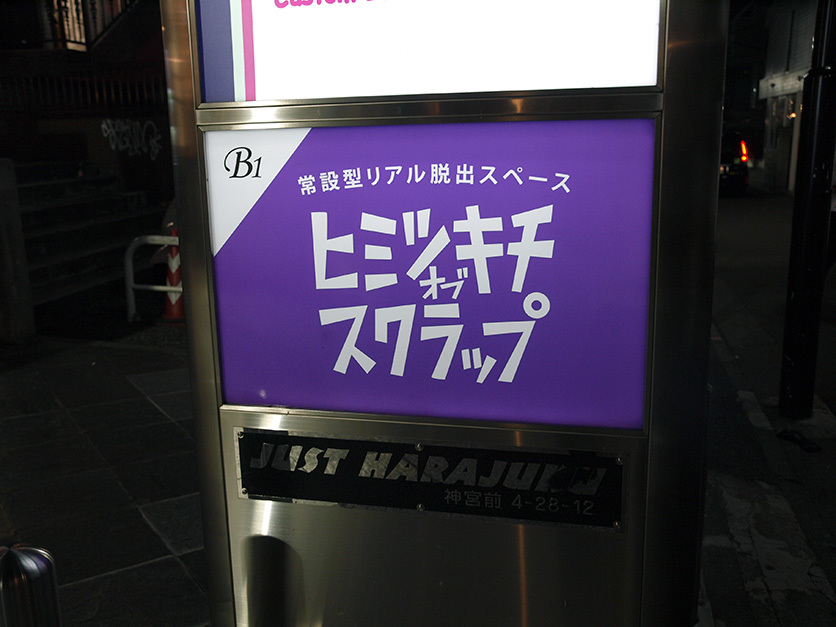 B1
常設型リアル脱出スペース
ヒミツキチ
オブ
スクラップ
JUST HARAJUKU
神宮前 4-28-12